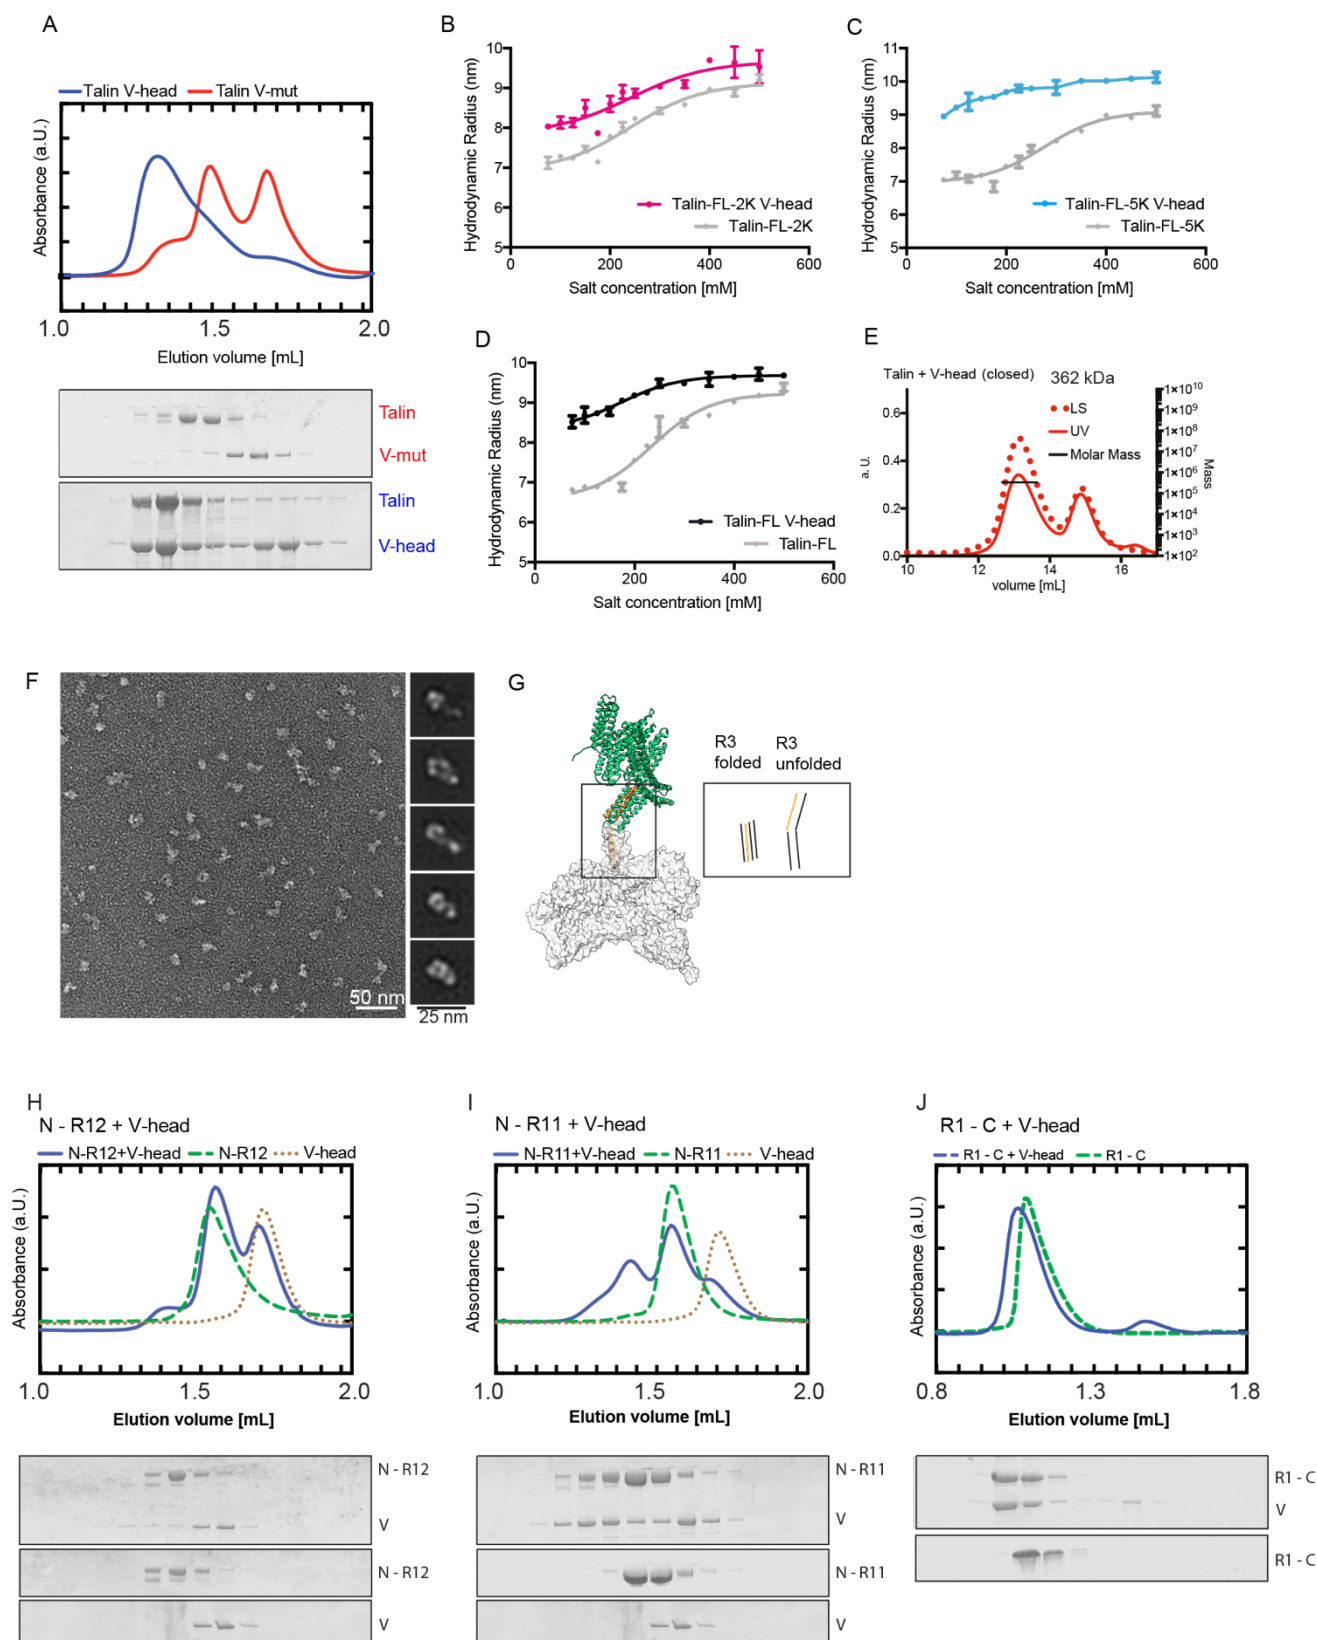 A
Talin V-head Talin V-mut
Absorbance (a.U.)
1.0 1.5 2.0
Elution volume [mL]
Talin
V-mut
Talin
V-head
B
Hydrodynamic Radius (nm)
10
9
8
7
6
5
Talin-FL-2K V-head
Talin-FL-2K
0 200 400 600
Salt concentration [mM]
C
Hydrodynamic Radius (nm)
11
10
9
8
7
6
5
Talin-FL-5K V-head
Talin-FL-5K
0 200 400 600
Salt concentration [mM]
D
Hydrodynamic Radius (nm)
10
9
8
7
6
5
Talin-FL V-head
Talin-FL
0 200 400 600
Salt concentration [mM]
E
Talin + V-head (closed) 362 kDa
a. U.
0.6
0.4
0.2
0.0
LS
UV
Molar Mass
1×10^10
1×10^9
1×10^8
1×10^7
1×10^6
1×10^5
1×10^4
1×10^3
1×10^2
Mass
10 12 14 16
volume [mL]
F
50 nm
25 nm
G
R3 folded
R3 unfolded
H
N - R12 + V-head
N-R12+V-head N-R12 V-head
Absorbance (a.U.)
1.0 1.5 2.0
Elution volume [mL]
N - R12
V
N - R12
V
I
N - R11 + V-head
N-R11+V-head N-R11 V-head
Absorbance (a.U.)
1.0 1.5 2.0
Elution volume [mL]
N - R11
V
N - R11
V
J
R1 - C + V-head
R1 - C + V-head R1 - C
Absorbance (a.U.)
0.8 1.3 1.8
Elution volume [mL]
R1 - C
V
R1 - C